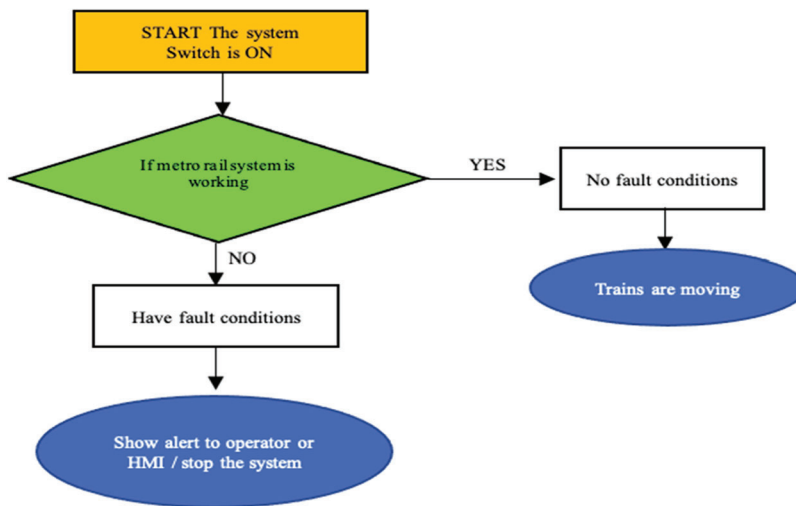 START The system
Switch is ON
If metro rail system is
working
YES
No fault conditions
Trains are moving
NO
Have fault conditions
Show alert to operator or
HMI / stop the system